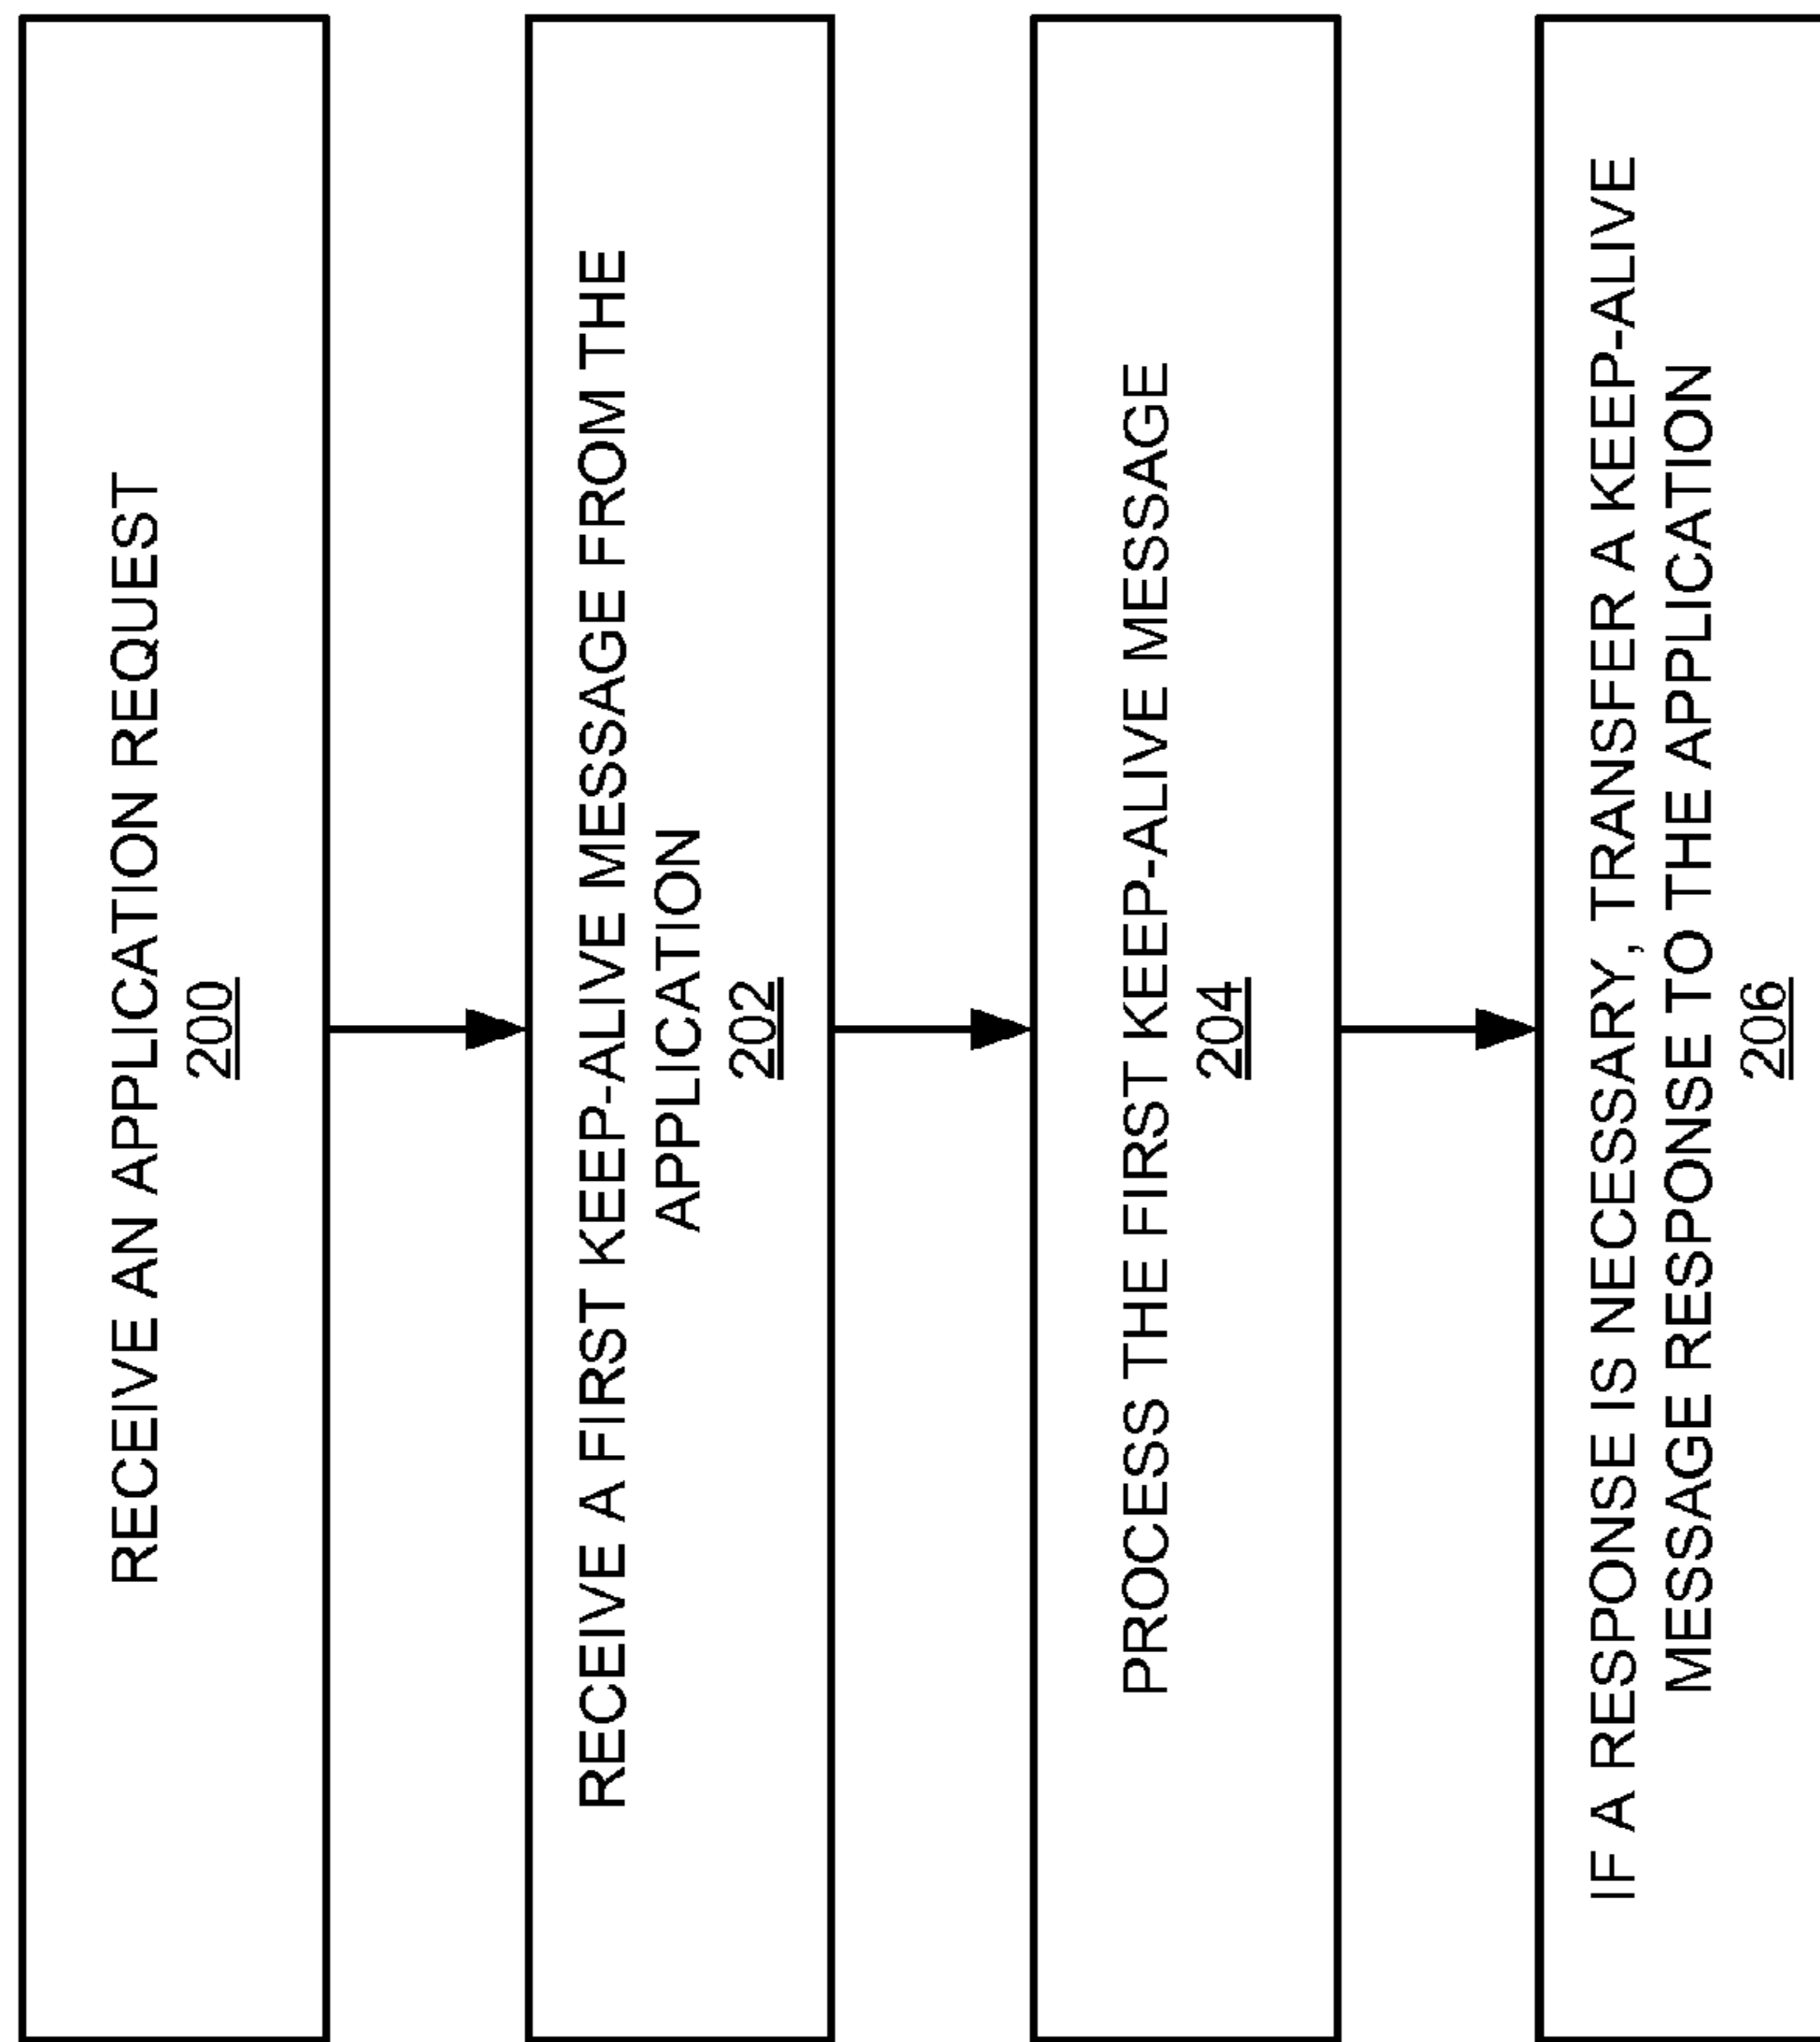 RECEIVE AN APPLICATION REQUEST
200
RECEIVE A FIRST KEEP-ALIVE MESSAGE FROM THE
APPLICATION
202
PROCESS THE FIRST KEEP-ALIVE MESSAGE
204
IF A RESPONSE IS NECESSARY, TRANSFER A KEEP-ALIVE
MESSAGE RESPONSE TO THE APPLICATION
206